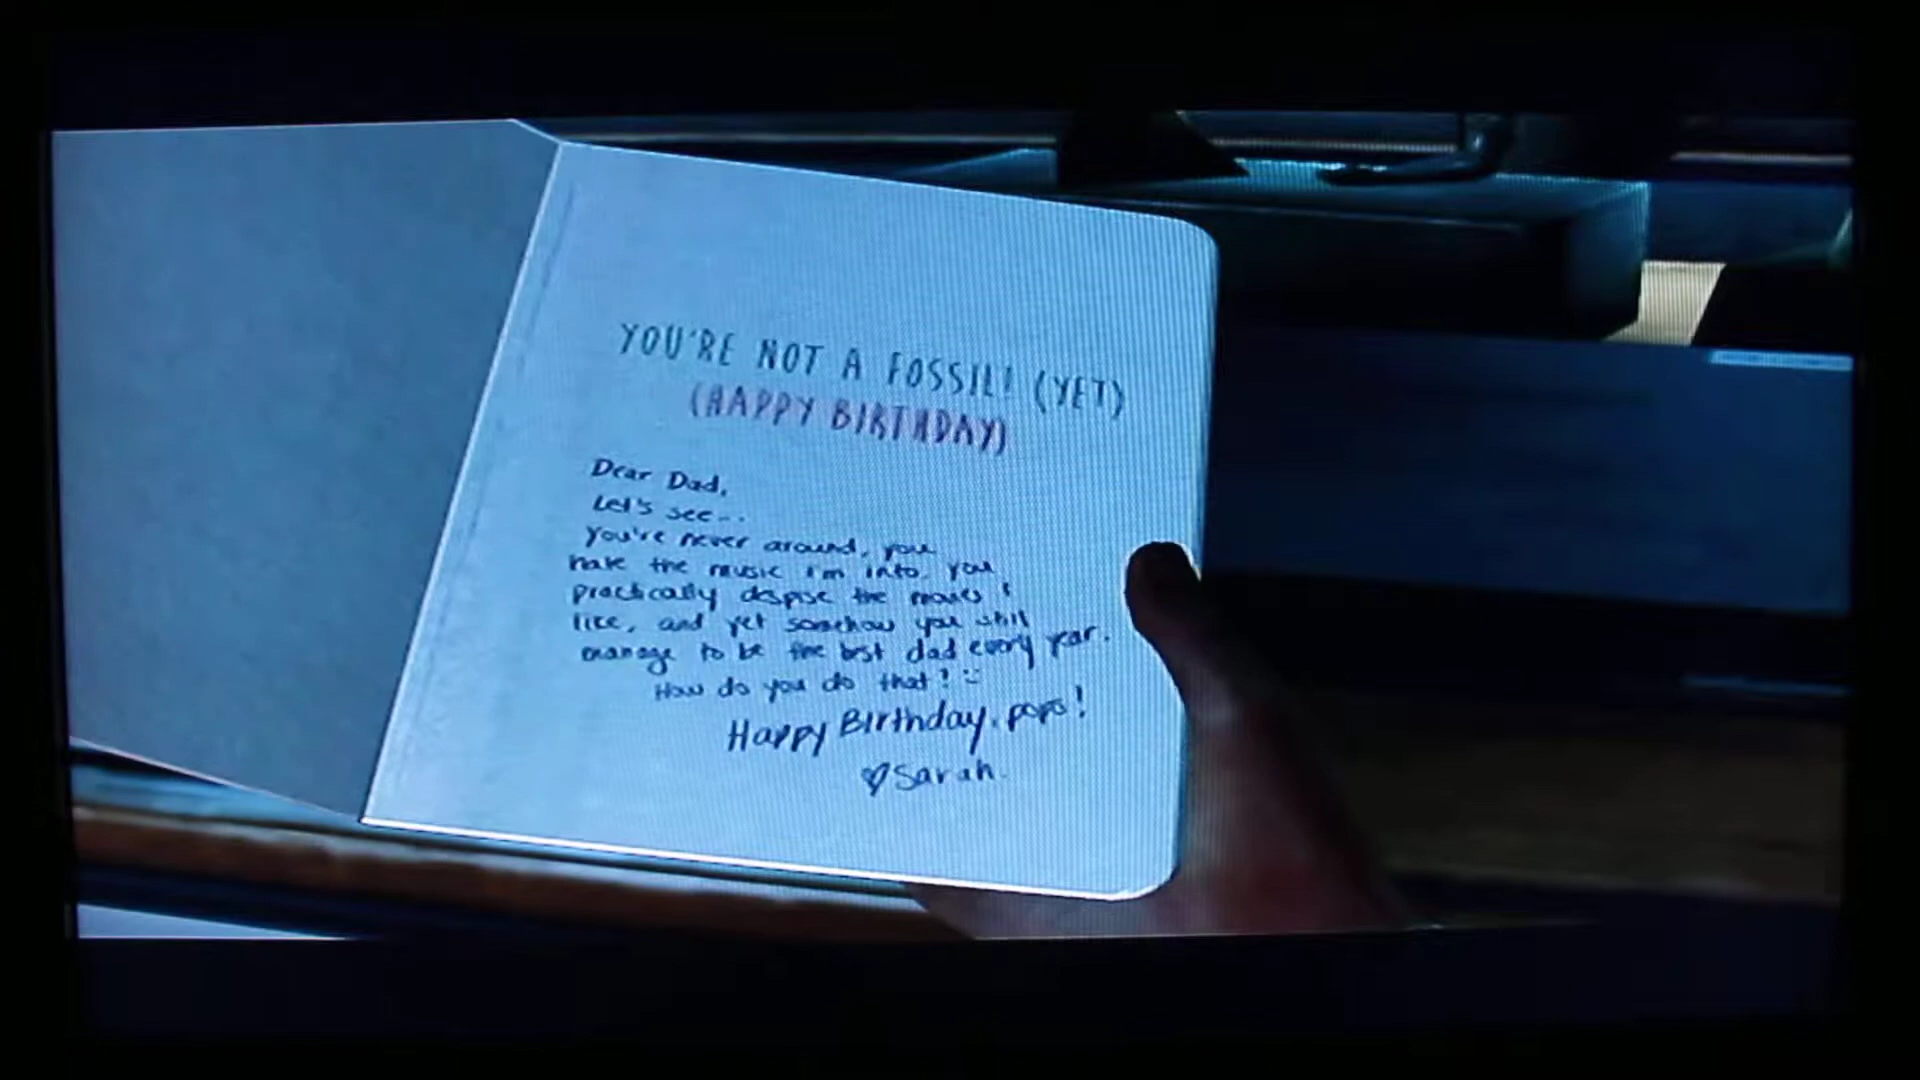 YOU'RE NOT A FOSSIL! (YET)
(HAPPY BIRTHDAY)
Dear Dad,
Let's see...
You're never around, you
hate the music I'm into, you
practically despise the movies I
like, and yet somehow you still
manage to be the best dad every year.
How do you do that? :)
Happy Birthday, pops!
♡ Sarah.